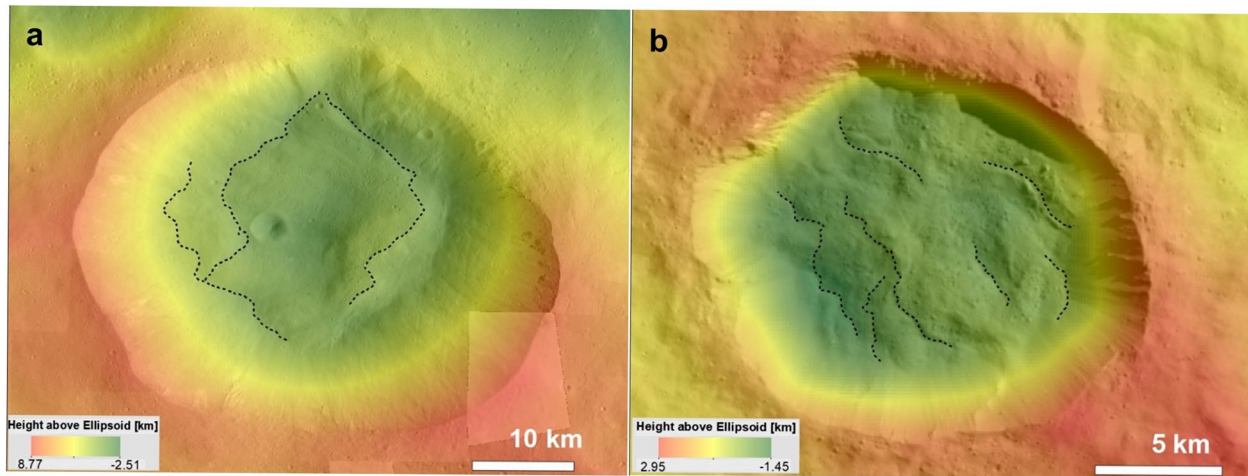 a
b
Height above Ellipsoid [km]
8.77 -2.51
10 km
Height above Ellipsoid [km]
2.95 -1.45
5 km